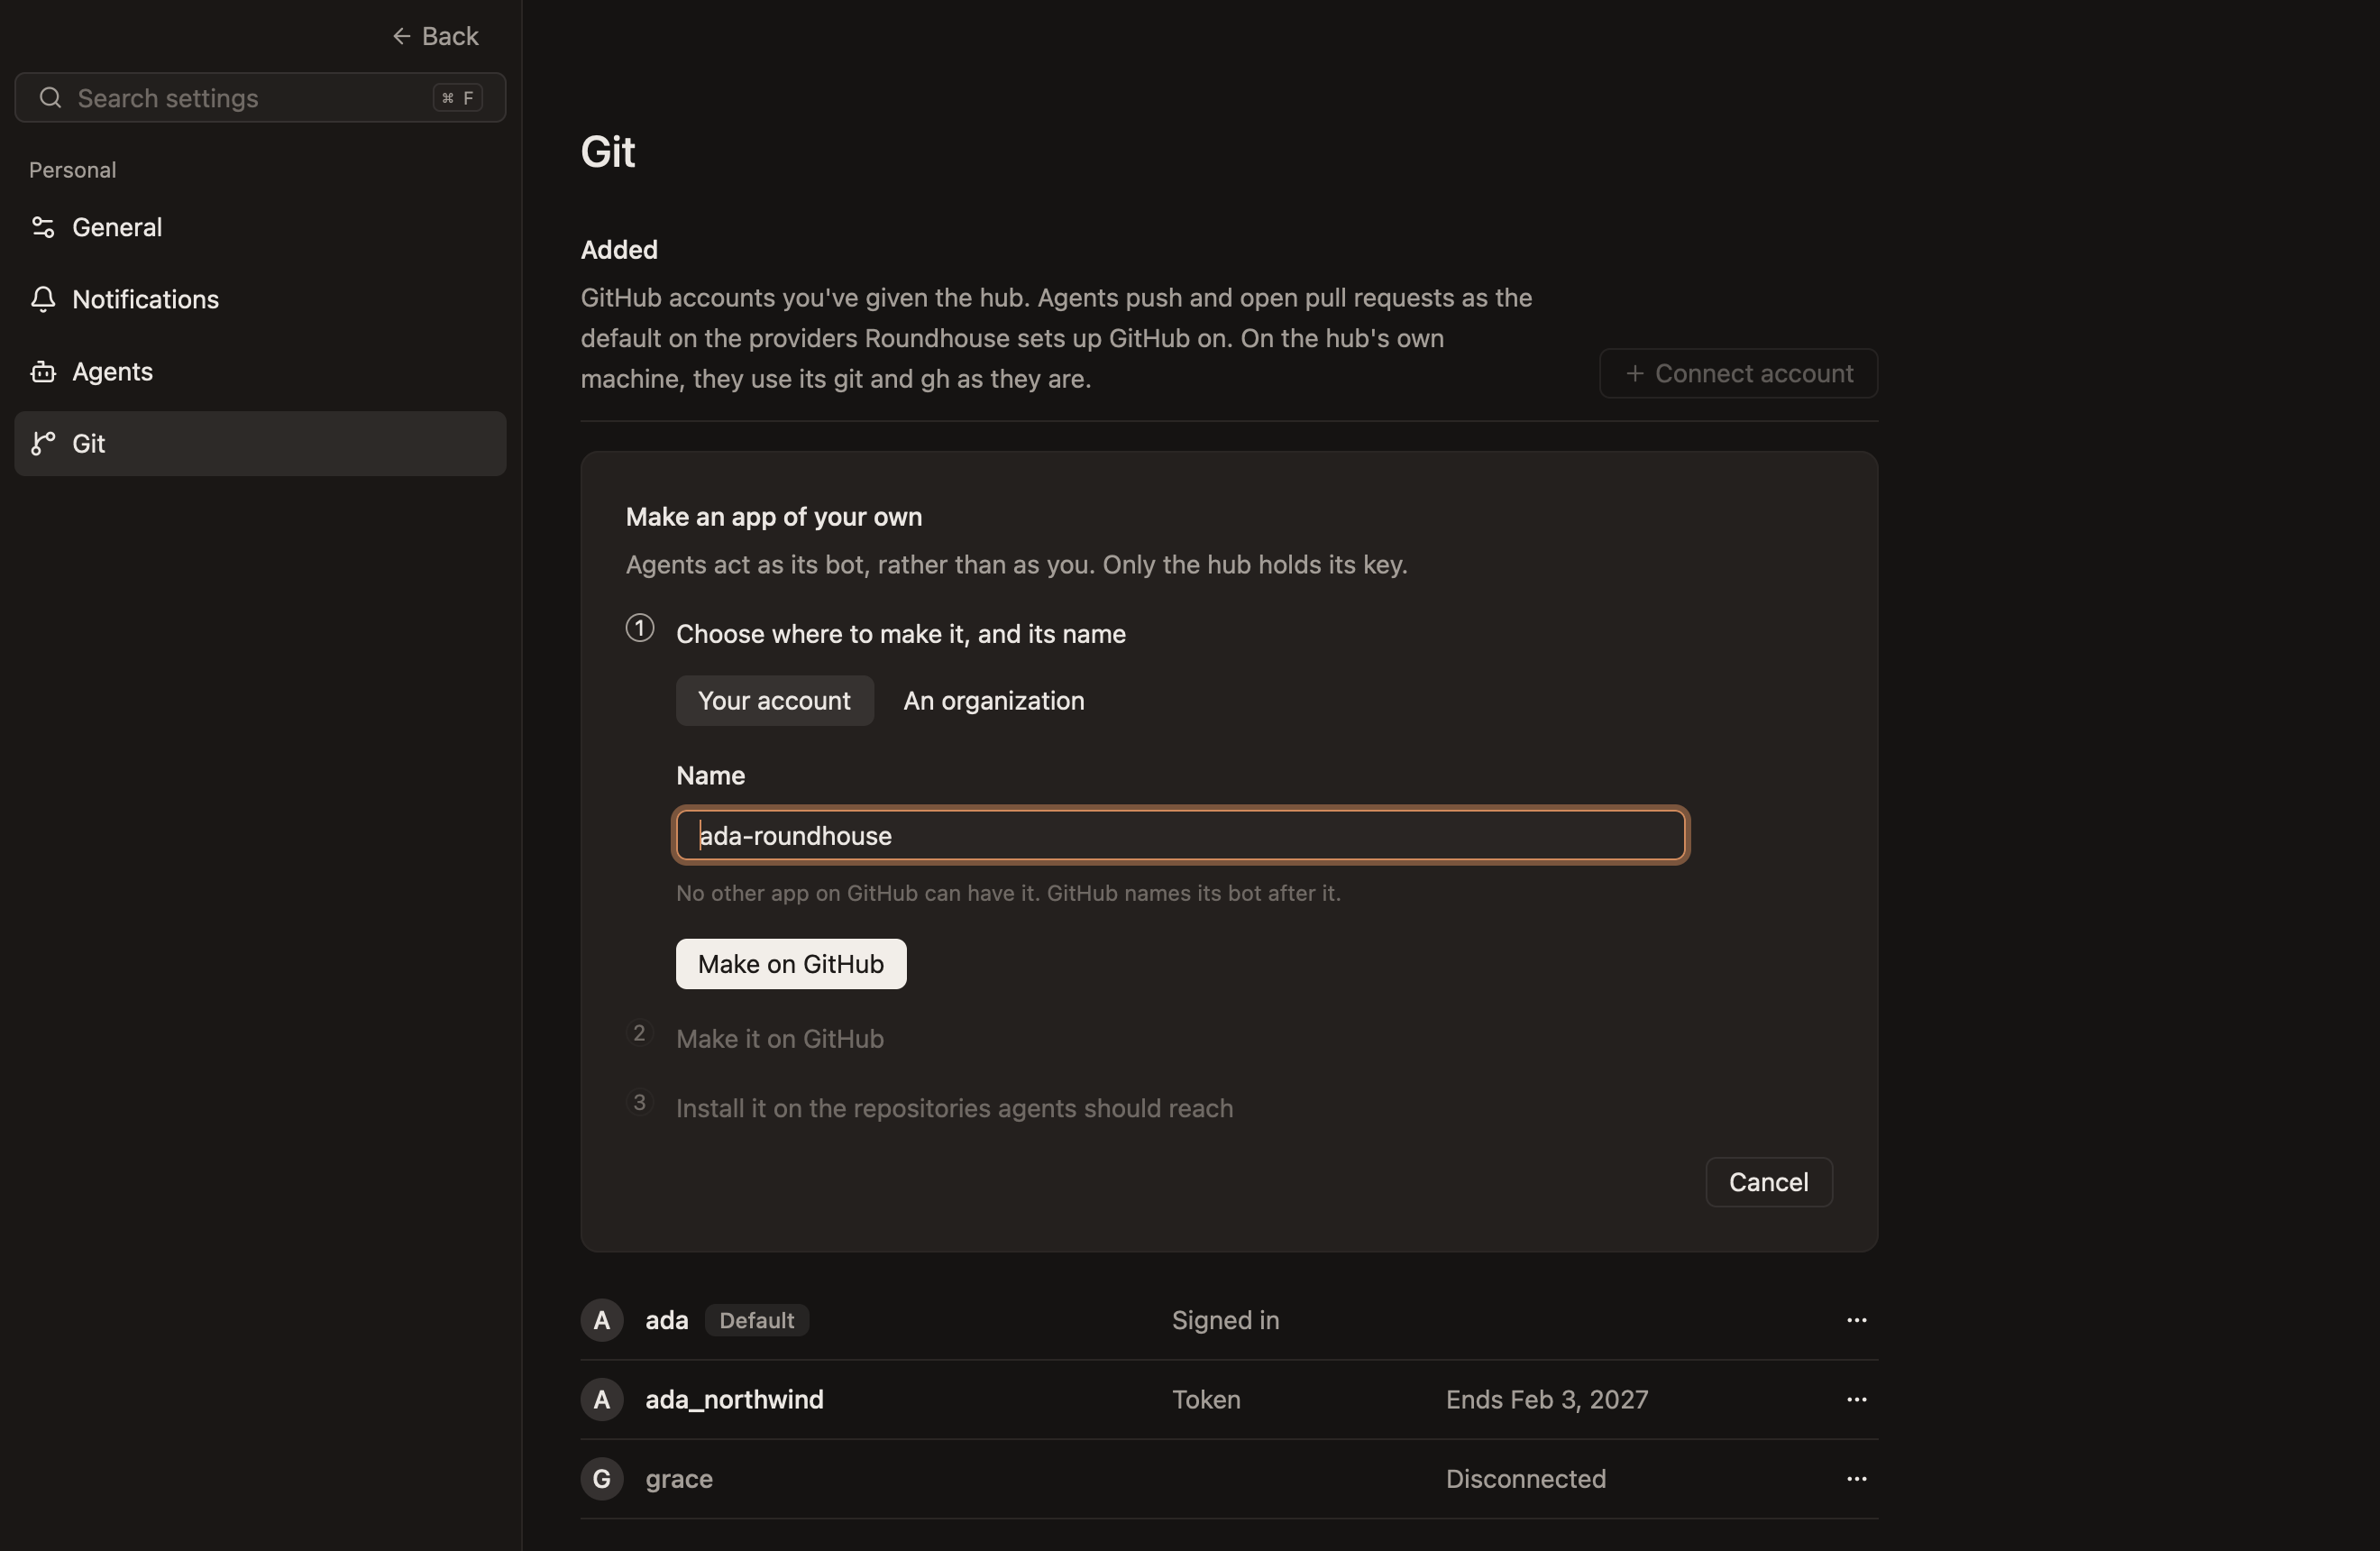 ← Back
Search settings ⌘ F
Personal
General
Notifications
Agents
Git
Git
Added
GitHub accounts you've given the hub. Agents push and open pull requests as the
default on the providers Roundhouse sets up GitHub on. On the hub's own
machine, they use its git and gh as they are.
+ Connect account
Make an app of your own
Agents act as its bot, rather than as you. Only the hub holds its key.
1 Choose where to make it, and its name
Your account An organization
Name
ada-roundhouse
No other app on GitHub can have it. GitHub names its bot after it.
Make on GitHub
2 Make it on GitHub
3 Install it on the repositories agents should reach
Cancel
A ada Default Signed in ···
A ada_northwind Token Ends Feb 3, 2027 ···
G grace Disconnected ···